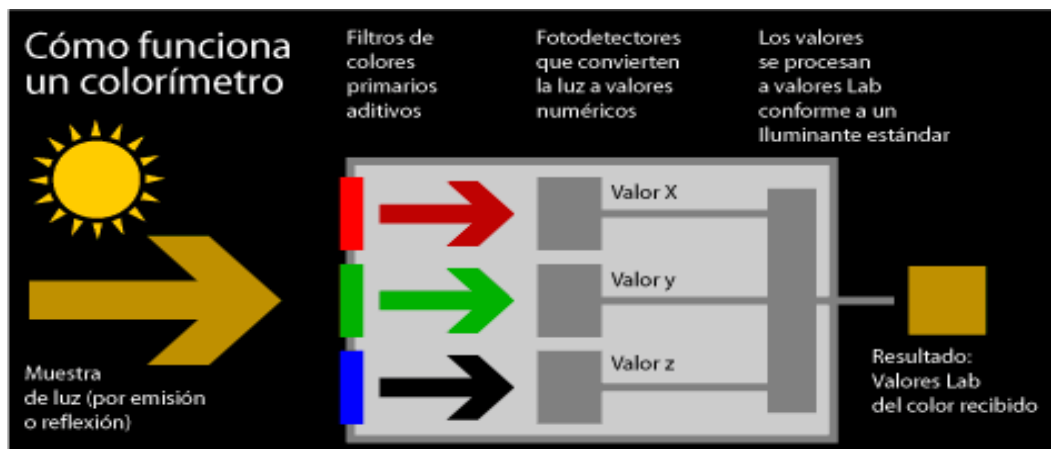 Cómo funciona
un colorímetro
Filtros de
colores
primarios
aditivos
Fotodetectores
que convierten
la luz a valores
numéricos
Los valores
se procesan
a valores Lab
conforme a un
Iluminante estándar
Valor X
Valor y
Valor z
Muestra
de luz (por emisión
o reflexión)
Resultado:
Valores Lab
del color recibido